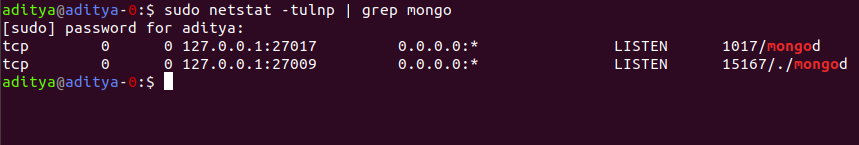 aditya@aditya-0:$ sudo netstat -tulnp | grep mongo
[sudo] password for aditya:
tcp        0      0 127.0.0.1:27017         0.0.0.0:*               LISTEN      1017/mongod
tcp        0      0 127.0.0.1:27009         0.0.0.0:*               LISTEN      15167/./mongod
aditya@aditya-0:$